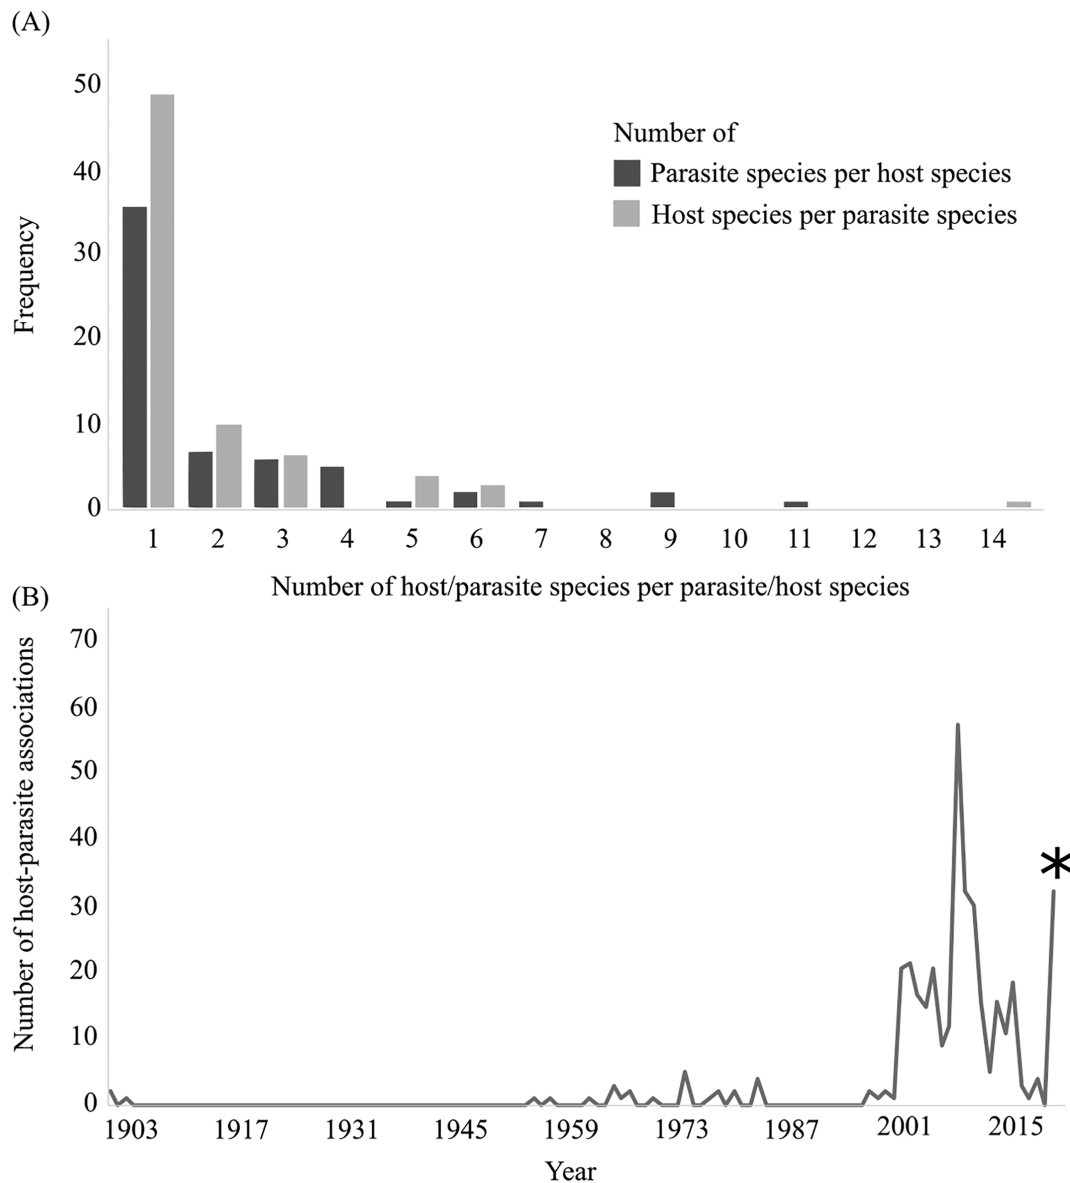 (A)
50
40
30
20
10
0
Frequency
Number of
Parasite species per host species
Host species per parasite species
1 2 3 4 5 6 7 8 9 10 11 12 13 14
Number of host/parasite species per parasite/host species
(B)
70
60
50
40
30
20
10
0
Number of host-parasite associations
*
1903 1917 1931 1945 1959 1973 1987 2001 2015
Year